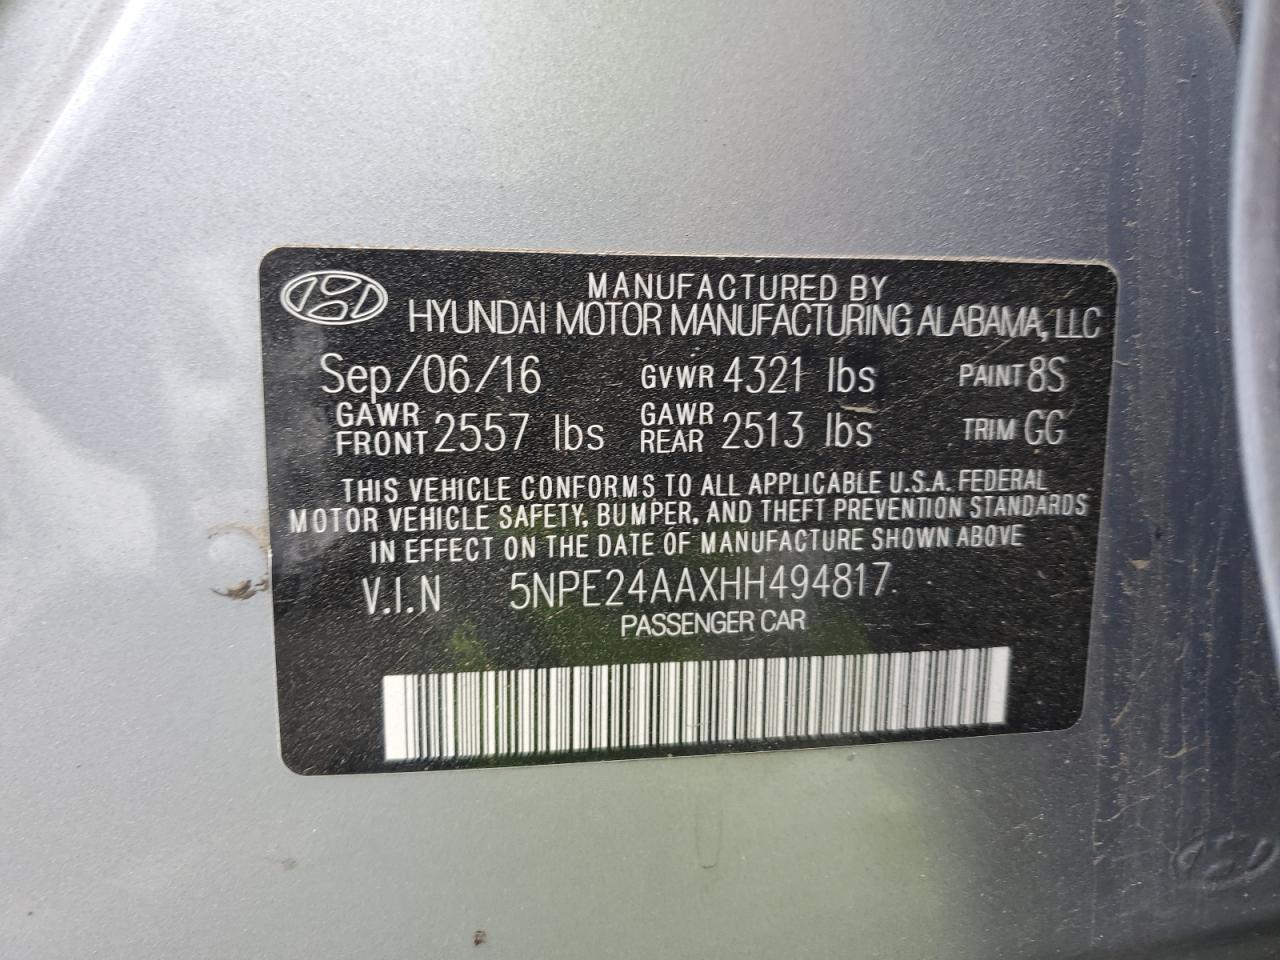 MANUFACTURED BY
HYUNDAI MOTOR MANUFACTURING ALABAMA, LLC
Sep/06/16 GVWR 4321 lbs PAINT 8S
GAWR FRONT 2557 lbs GAWR REAR 2513 lbs TRIM GG
THIS VEHICLE CONFORMS TO ALL APPLICABLE U.S.A. FEDERAL
MOTOR VEHICLE SAFETY, BUMPER, AND THEFT PREVENTION STANDARDS
IN EFFECT ON THE DATE OF MANUFACTURE SHOWN ABOVE
V.I.N 5NPE24AAXHH494817
PASSENGER CAR